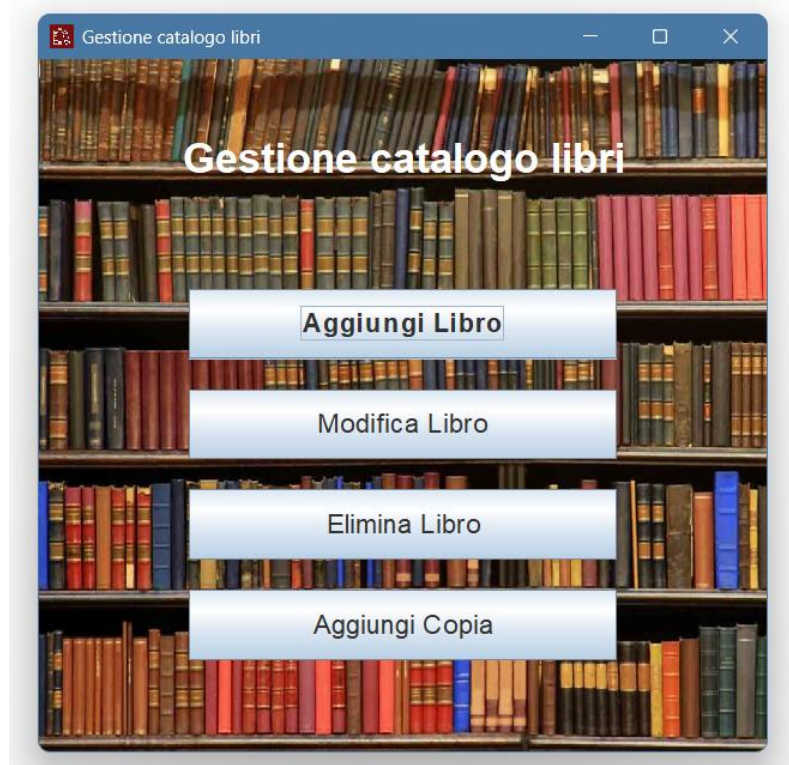 Gestione catalogo libri
Gestione catalogo libri
Aggiungi Libro
Modifica Libro
Elimina Libro
Aggiungi Copia